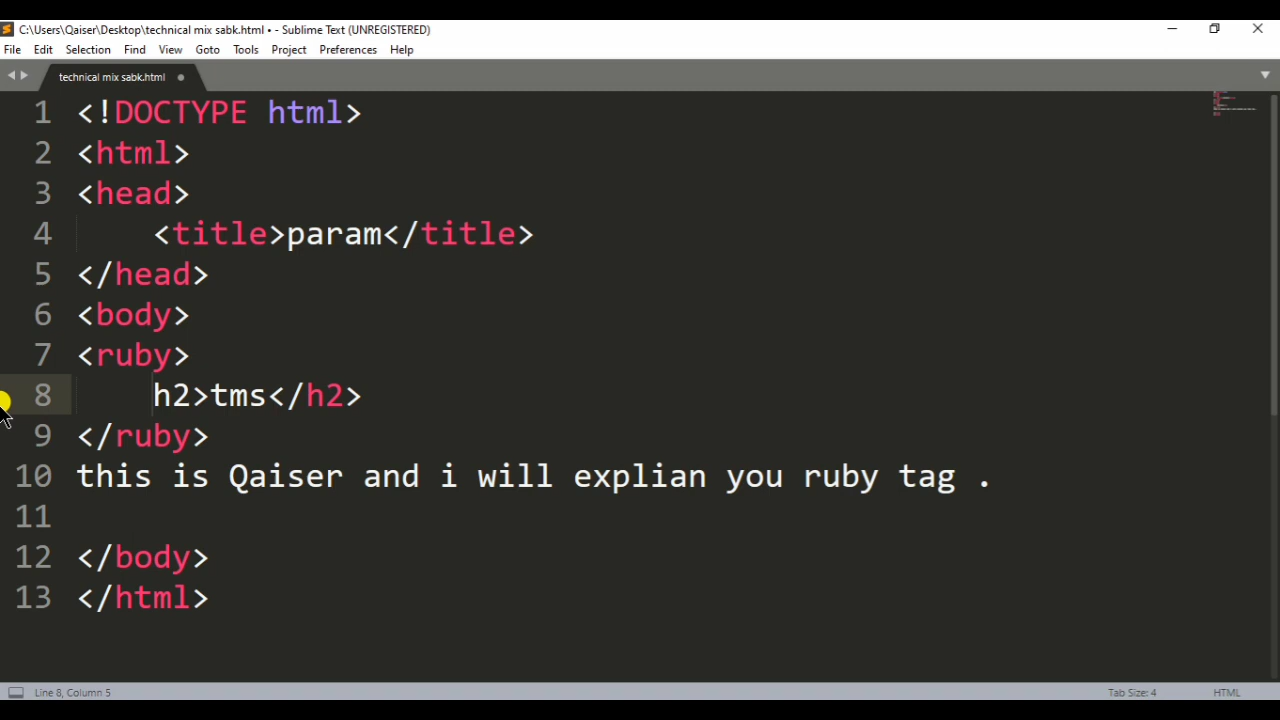 C:\Users\Qaiser\Desktop\technical mix sabk.html • - Sublime Text (UNREGISTERED)
File Edit Selection Find View Goto Tools Project Preferences Help
technical mix sabk.html
1 <!DOCTYPE html>
2 <html>
3 <head>
4     <title>param</title>
5 </head>
6 <body>
7 <ruby>
8     h2>tms</h2>
9 </ruby>
10 this is Qaiser and i will explian you ruby tag .
11
12 </body>
13 </html>
Line 8, Column 5 Tab Size: 4 HTML